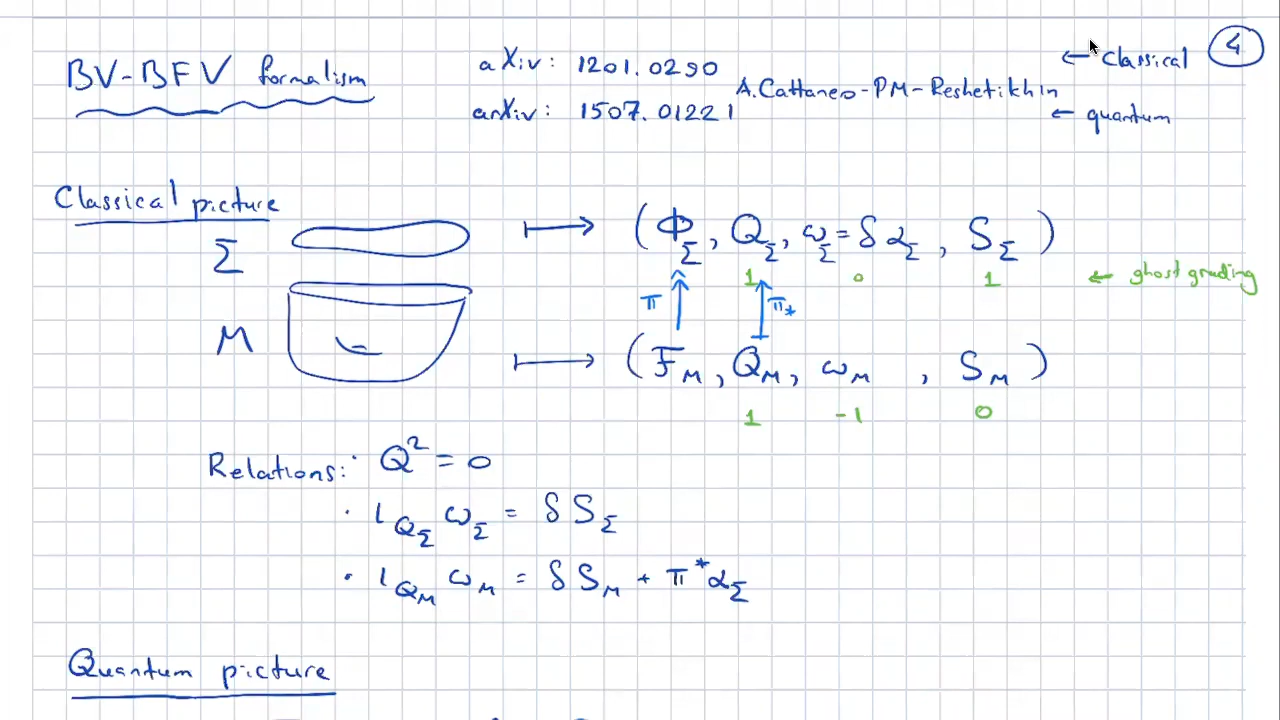 BV-BFV formalism
aXiv: 1201.0290 ← classical ④
A.Cattaneo-PM-Reshetikhin
arXiv: 1507.01221 ← quantum
Classical picture
Σ ↦ (Φ_Σ, Q_Σ, ω_Σ = δα_Σ, S_Σ)
1 0 1 ← ghost grading
π π_*
M ↦ (F_M, Q_M, ω_M , S_M)
1 -1 0
Relations: · Q² = 0
· ι_{Q_Σ} ω_Σ = δS_Σ
· ι_{Q_M} ω_M = δS_M + π^*α_Σ
Quantum picture